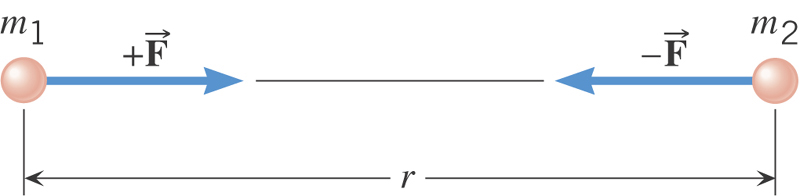 m₁ +F⃗ −F⃗ m₂
r